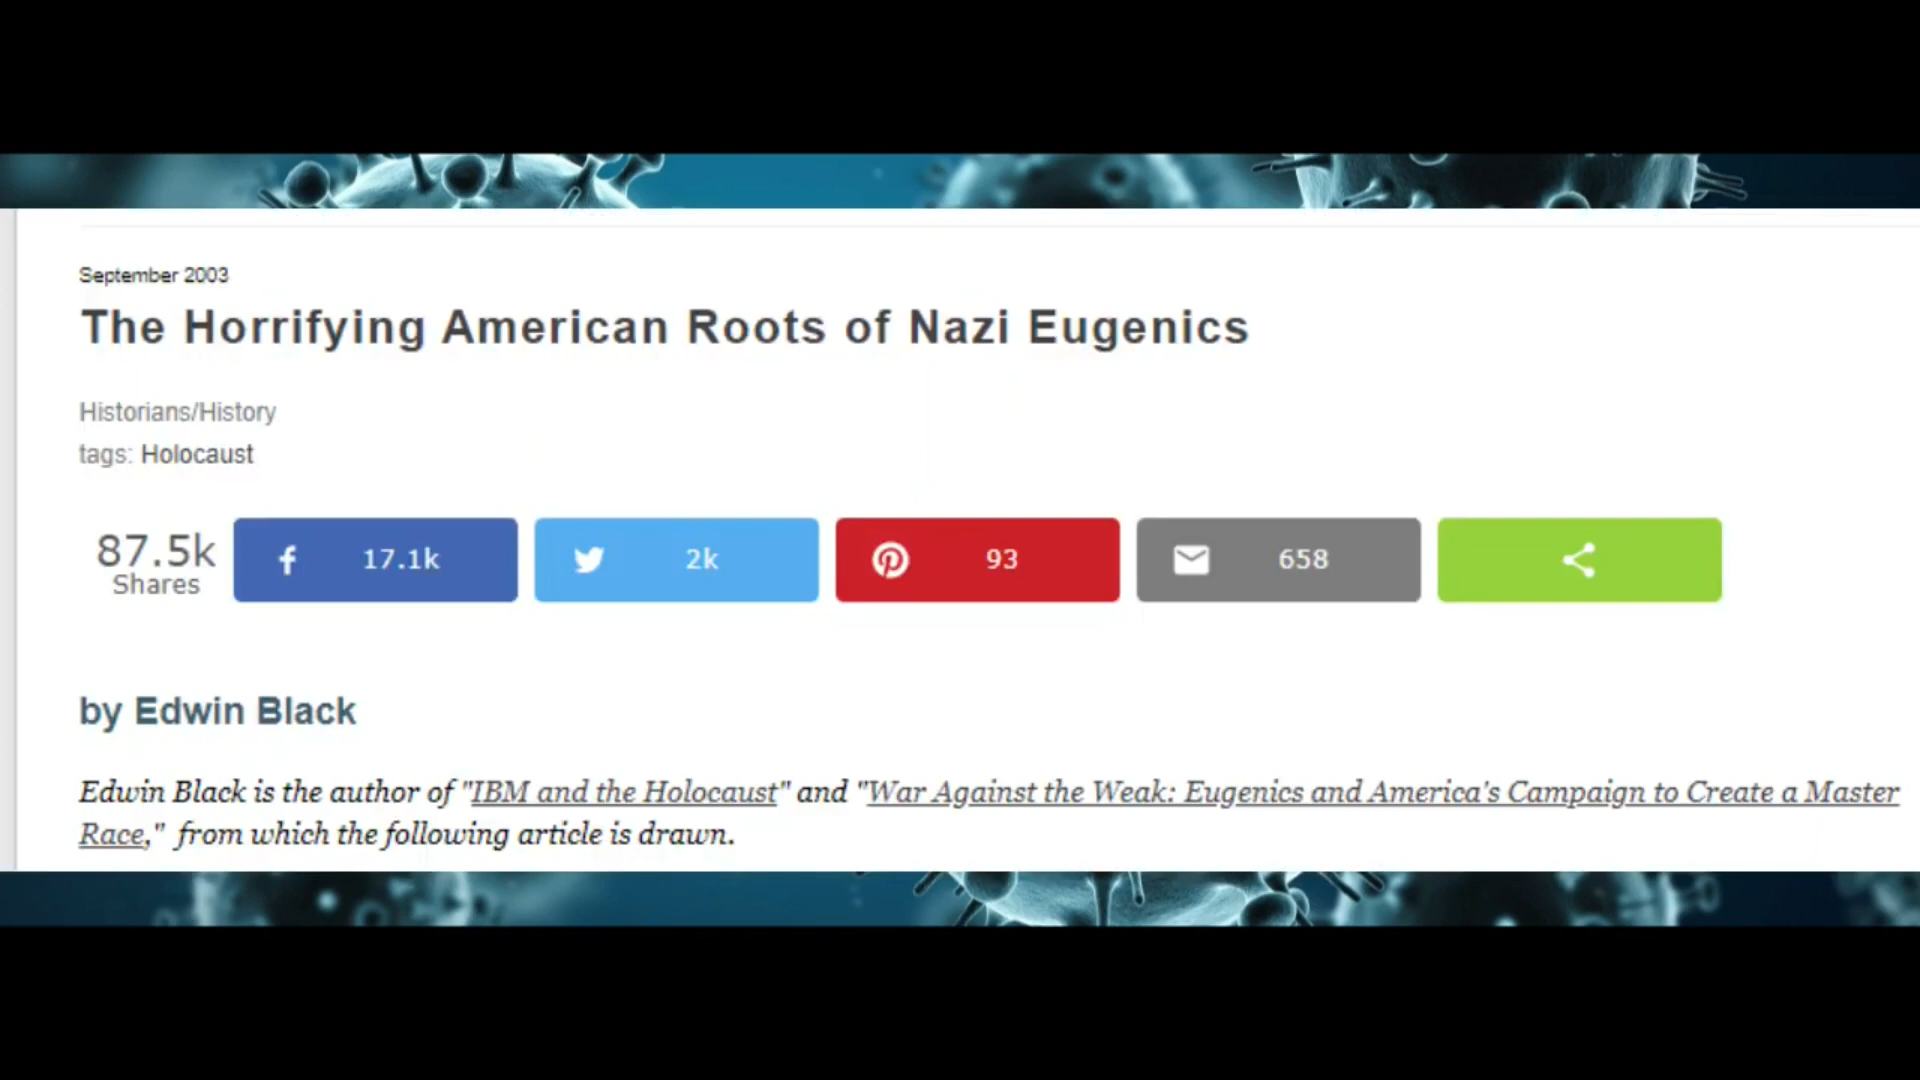 September 2003
The Horrifying American Roots of Nazi Eugenics
Historians/History
tags: Holocaust
87.5k
Shares
17.1k
2k
93
658
by Edwin Black
Edwin Black is the author of "IBM and the Holocaust" and "War Against the Weak: Eugenics and America's Campaign to Create a Master
Race," from which the following article is drawn.